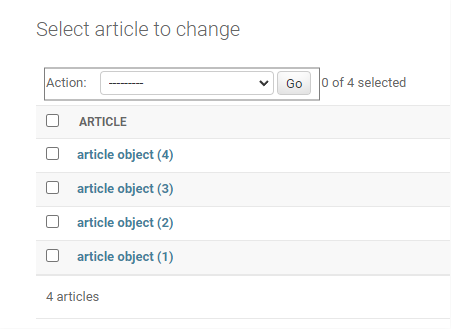 Select article to change
Action: --------- Go 0 of 4 selected
ARTICLE
article object (4)
article object (3)
article object (2)
article object (1)
4 articles